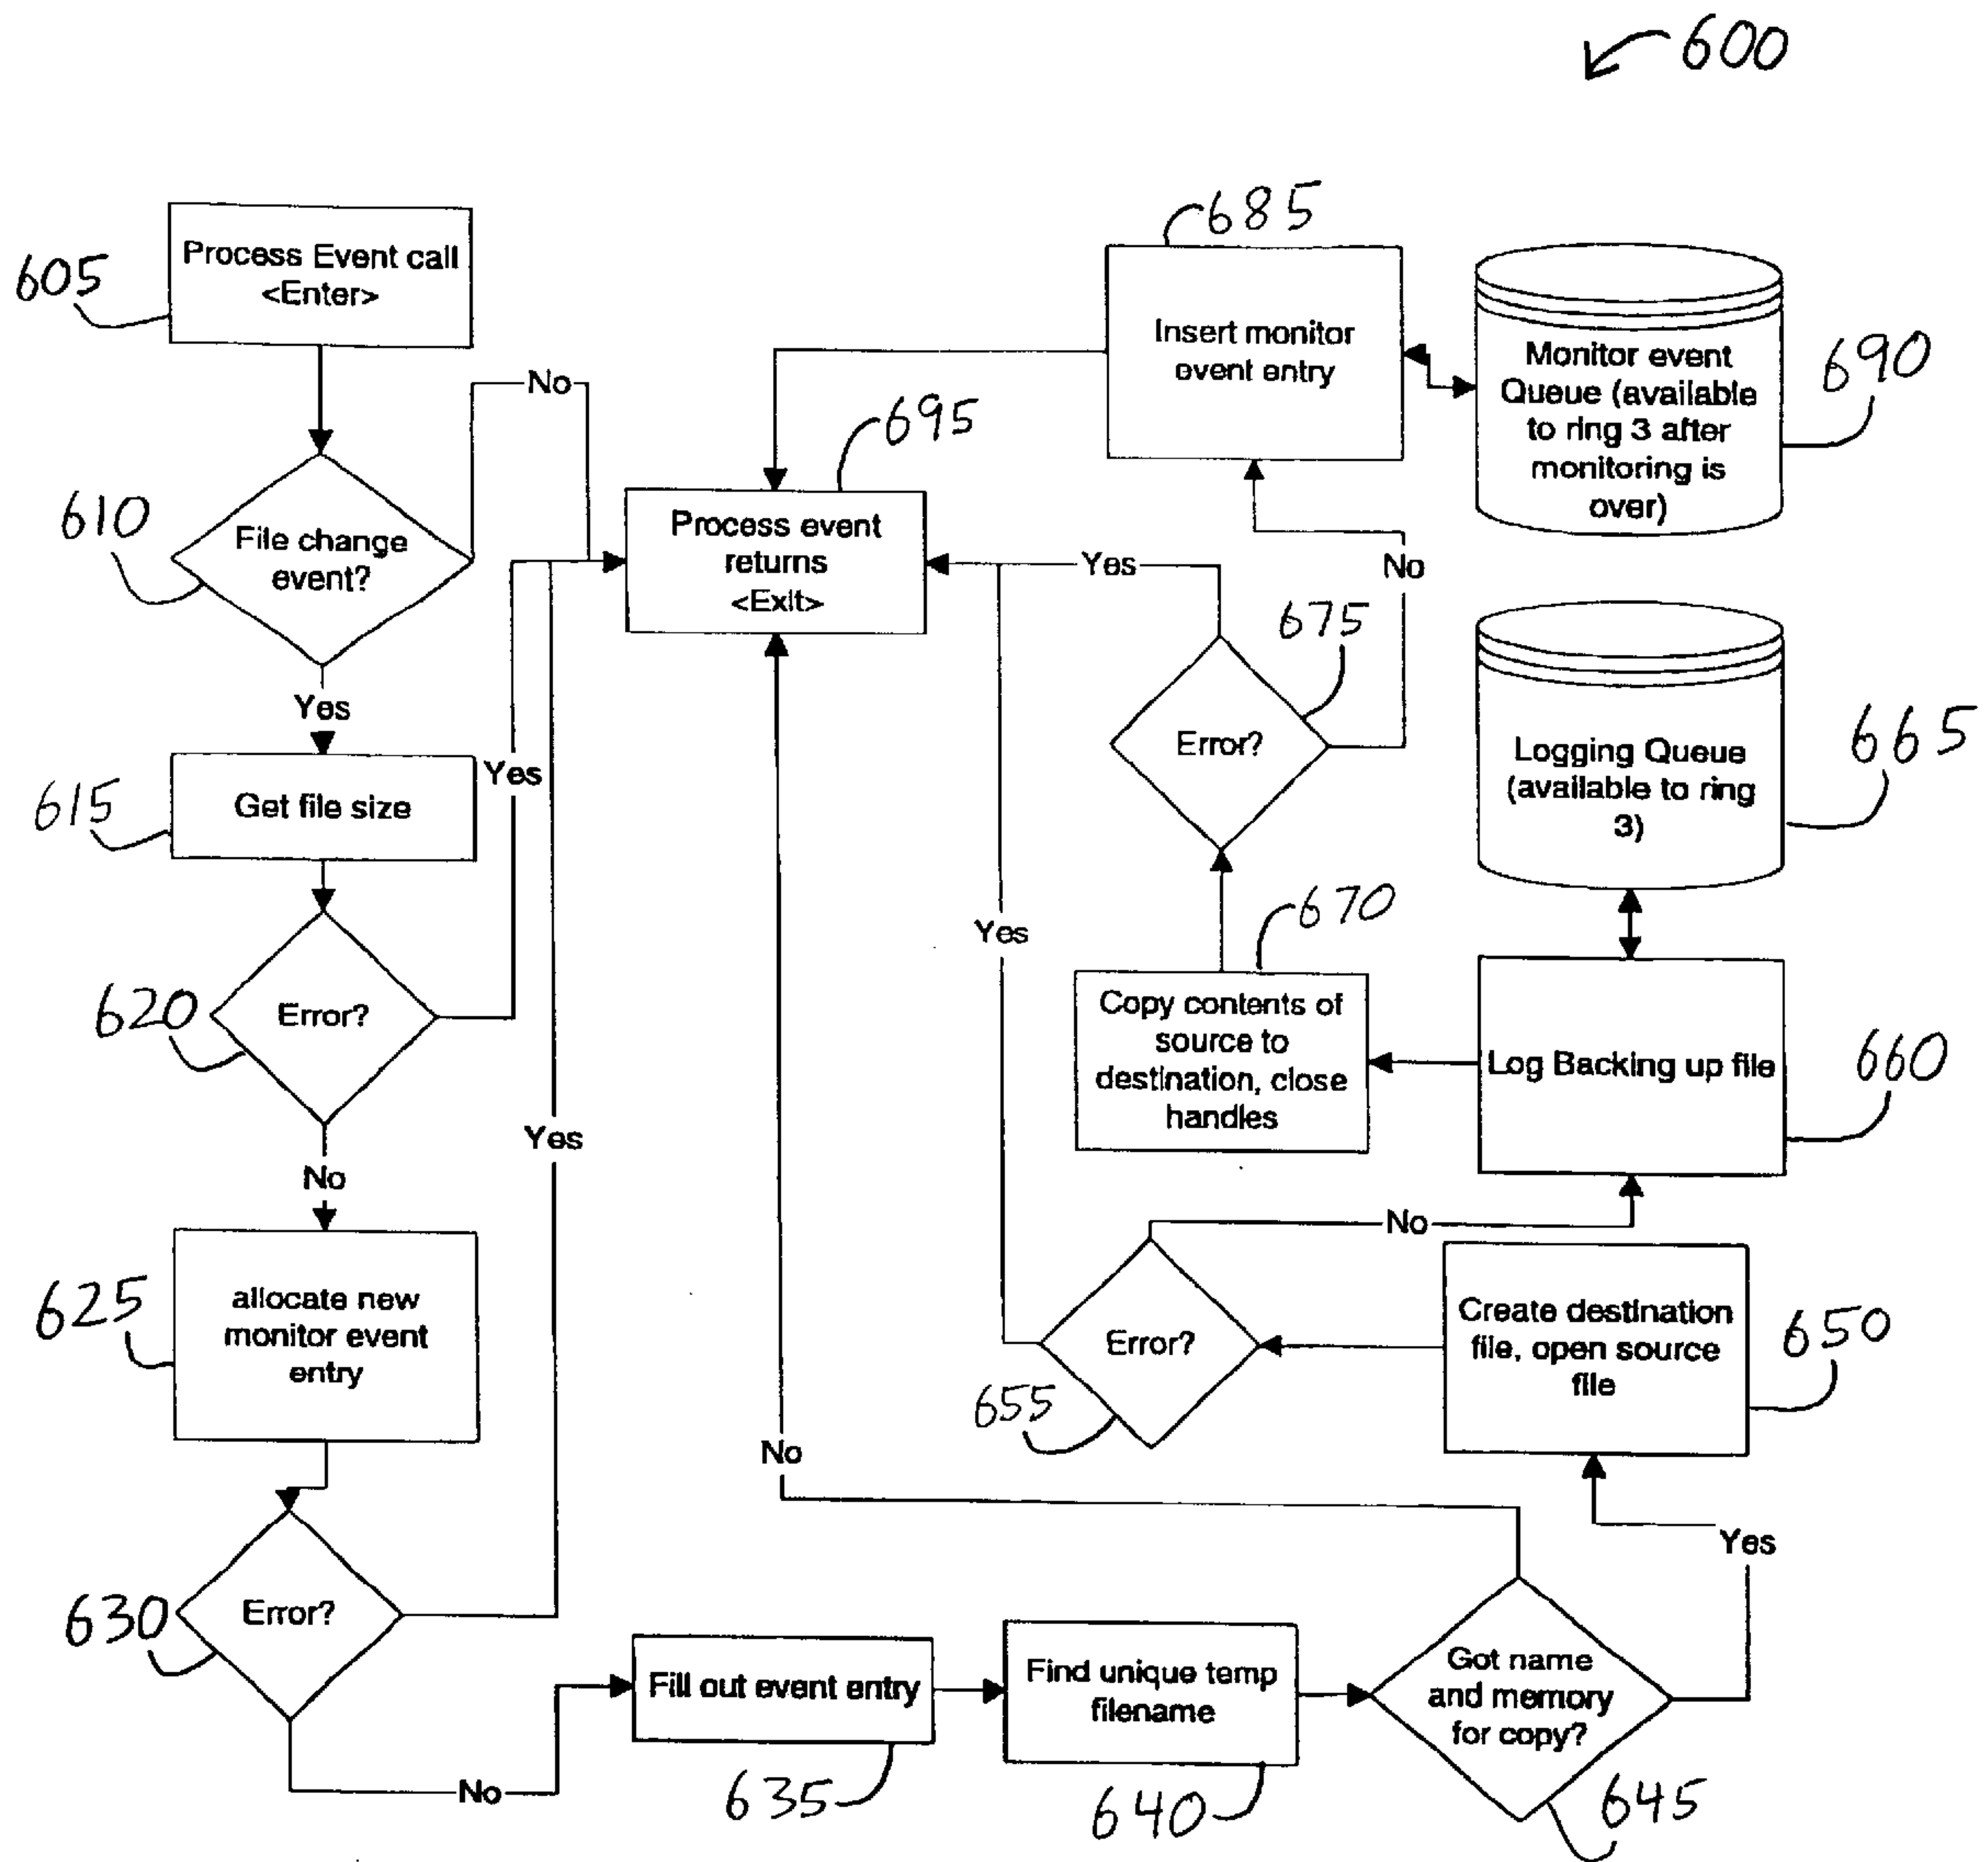 600
Process Event call
<Enter>
605
No
File change
event?
610
Yes
Get file size
615
Yes
Error?
620
No
Yes
allocate new
monitor event
entry
625
Error?
630
No
Fill out event entry
635
Find unique temp
filename
640
Got name
and memory
for copy?
645
No
Yes
Create destination
file, open source
file
650
Error?
655
No
Yes
Log Backing up file
660
Logging Queue
(available to ring
3)
665
Copy contents of
source to
destination, close
handles
670
Error?
675
Yes
No
Insert monitor
event entry
685
Monitor event
Queue (available
to ring 3 after
monitoring is
over)
690
Process event
returns
<Exit>
695